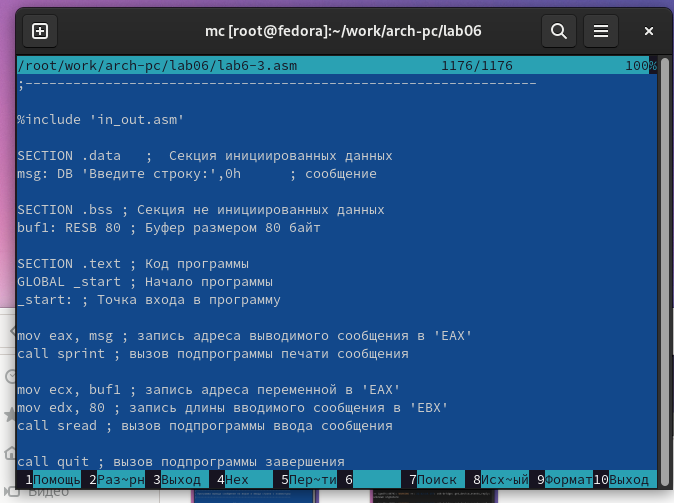 mc [root@fedora]:~/work/arch-pc/lab06
/root/work/arch-pc/lab06/lab6-3.asm 1176/1176 100%
;----------------------------------------------------------------
%include 'in_out.asm'
SECTION .data ; Секция инициированных данных
msg: DB 'Введите строку:',0h ; сообщение
SECTION .bss ; Секция не инициированных данных
buf1: RESB 80 ; Буфер размером 80 байт
SECTION .text ; Код программы
GLOBAL _start ; Начало программы
_start: ; Точка входа в программу
mov eax, msg ; запись адреса выводимого сообщения в 'EAX'
call sprint ; вызов подпрограммы печати сообщения
mov ecx, buf1 ; запись адреса переменной в 'EAX'
mov edx, 80 ; запись длины вводимого сообщения в 'EBX'
call sread ; вызов подпрограммы ввода сообщения
call quit ; вызов подпрограммы завершения
1Помощь 2Раз~рн 3Выход 4Hex 5Пер~ти 6 7Поиск 8Исх~ый 9Формат 10Выход
Видео